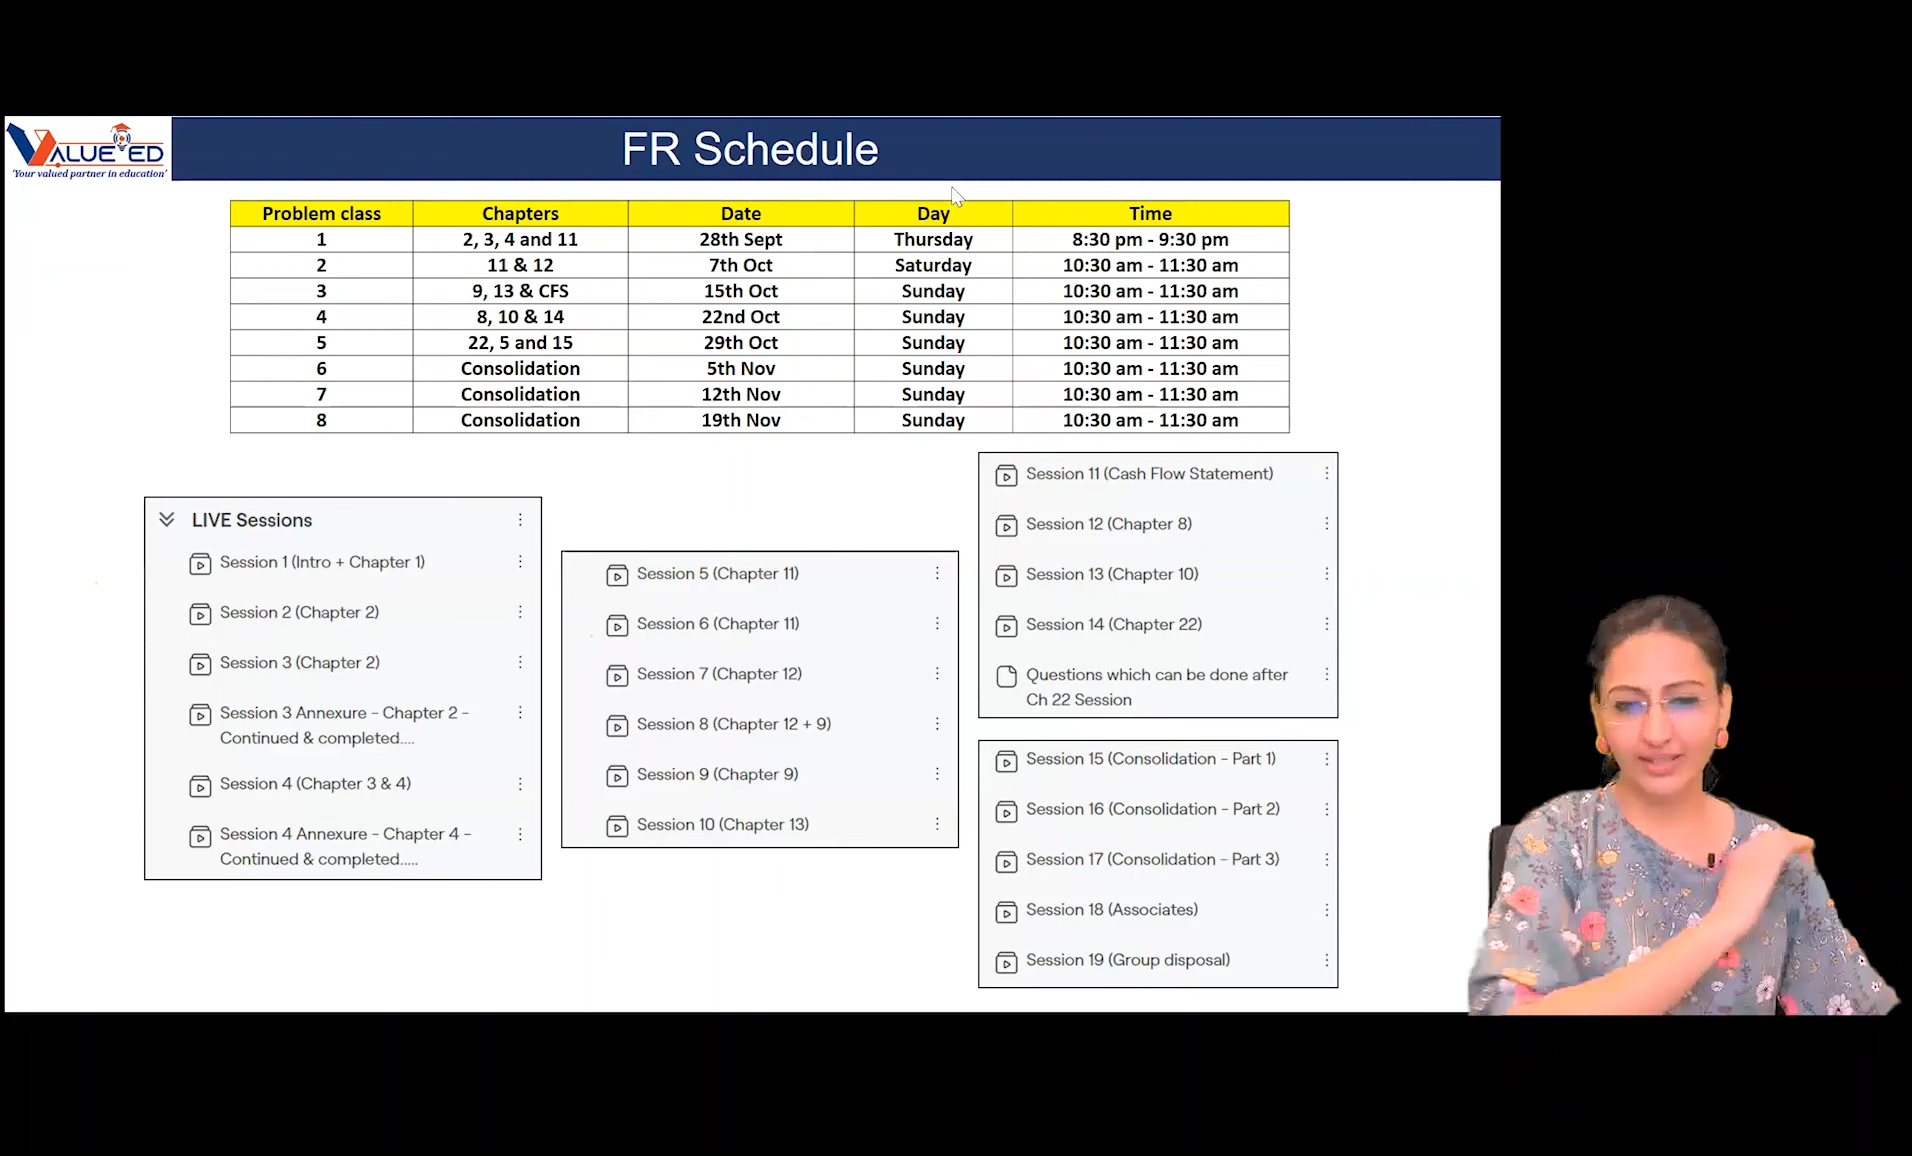 VALUE ED
'Your valued partner in education'
FR Schedule
Problem class Chapters Date Day Time
1 2, 3, 4 and 11 28th Sept Thursday 8:30 pm - 9:30 pm
2 11 & 12 7th Oct Saturday 10:30 am - 11:30 am
3 9, 13 & CFS 15th Oct Sunday 10:30 am - 11:30 am
4 8, 10 & 14 22nd Oct Sunday 10:30 am - 11:30 am
5 22, 5 and 15 29th Oct Sunday 10:30 am - 11:30 am
6 Consolidation 5th Nov Sunday 10:30 am - 11:30 am
7 Consolidation 12th Nov Sunday 10:30 am - 11:30 am
8 Consolidation 19th Nov Sunday 10:30 am - 11:30 am
LIVE Sessions
Session 1 (Intro + Chapter 1)
Session 2 (Chapter 2)
Session 3 (Chapter 2)
Session 3 Annexure - Chapter 2 -
Continued & completed....
Session 4 (Chapter 3 & 4)
Session 4 Annexure - Chapter 4 -
Continued & completed.....
Session 5 (Chapter 11)
Session 6 (Chapter 11)
Session 7 (Chapter 12)
Session 8 (Chapter 12 + 9)
Session 9 (Chapter 9)
Session 10 (Chapter 13)
Session 11 (Cash Flow Statement)
Session 12 (Chapter 8)
Session 13 (Chapter 10)
Session 14 (Chapter 22)
Questions which can be done after
Ch 22 Session
Session 15 (Consolidation - Part 1)
Session 16 (Consolidation - Part 2)
Session 17 (Consolidation - Part 3)
Session 18 (Associates)
Session 19 (Group disposal)